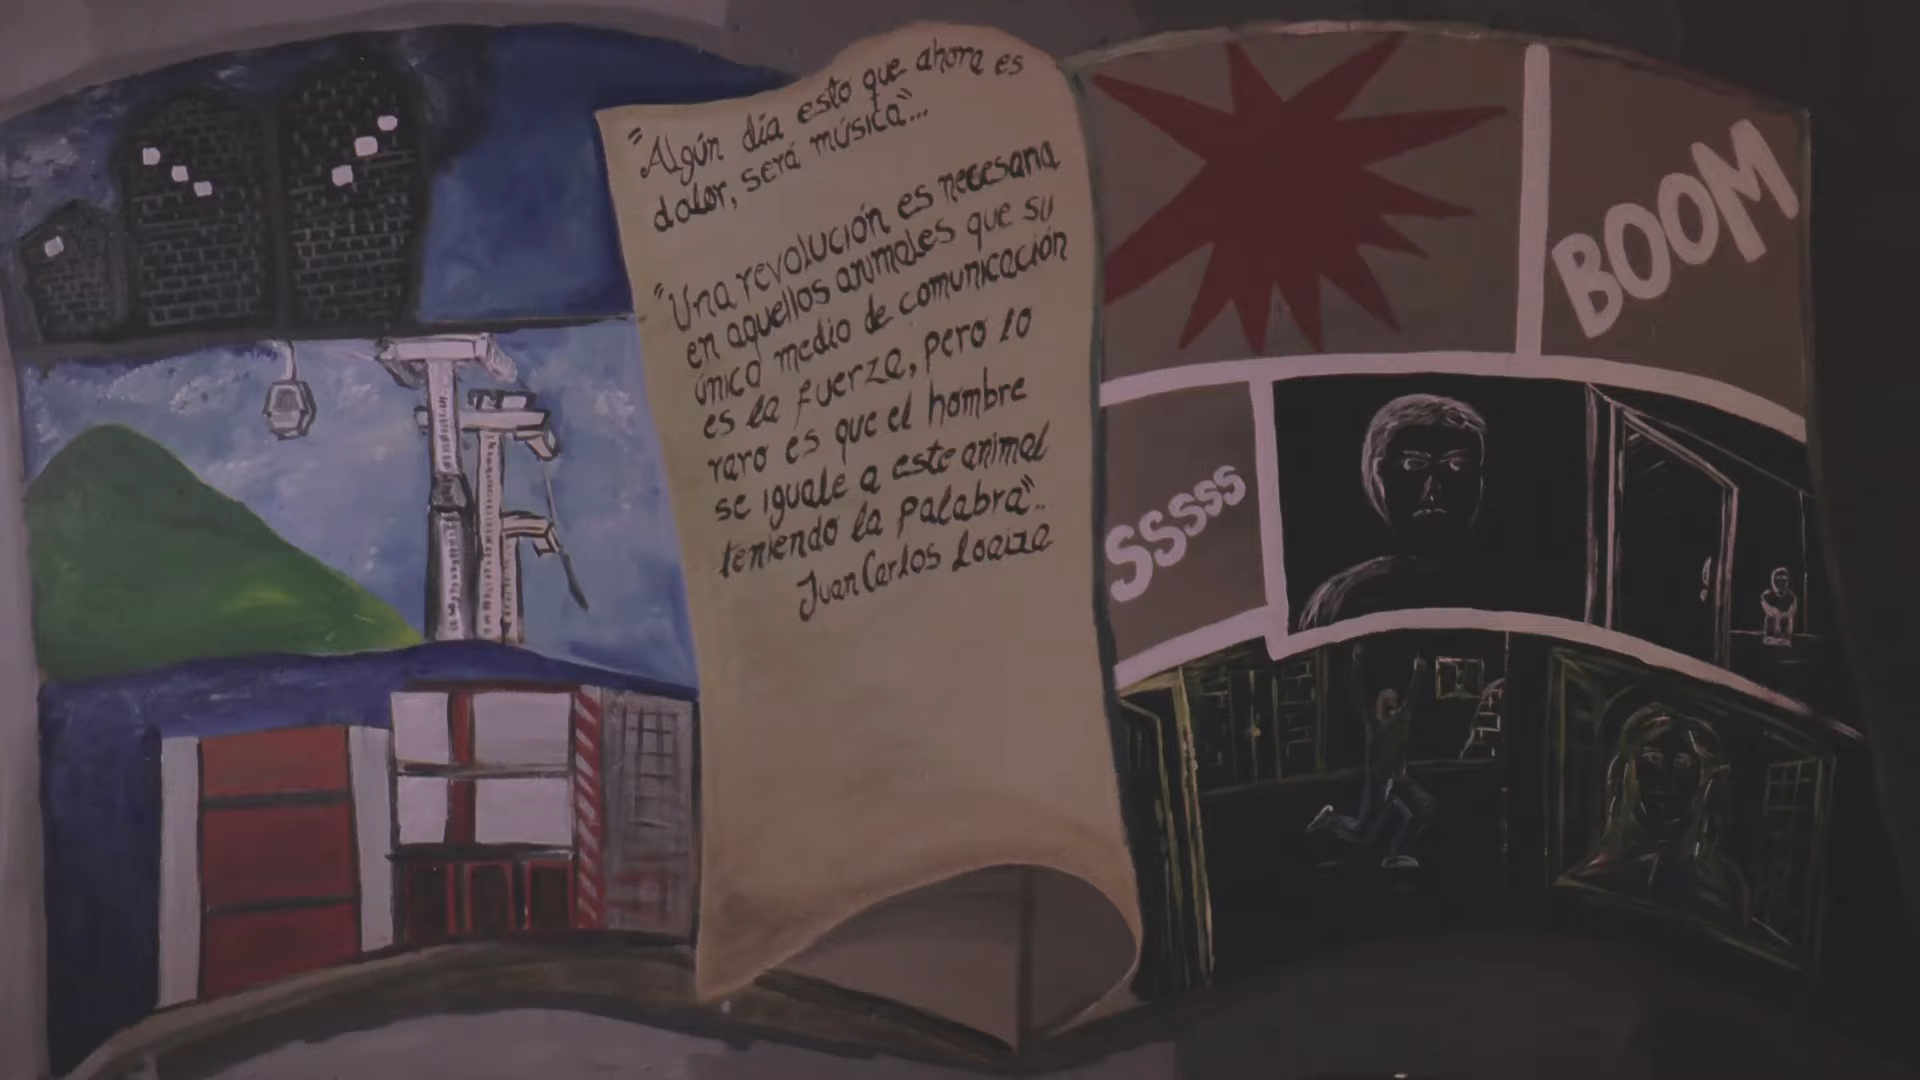 "Algún día esto que ahora es
dolor, será música"...
"Una revolución es necesaria
en aquellos animales que su
único medio de comunicación
es la fuerza, pero lo
raro es que el hombre
se iguale a este animal
teniendo la palabra"..
Juan Carlos Loaiza
BOOM
SSSSSS